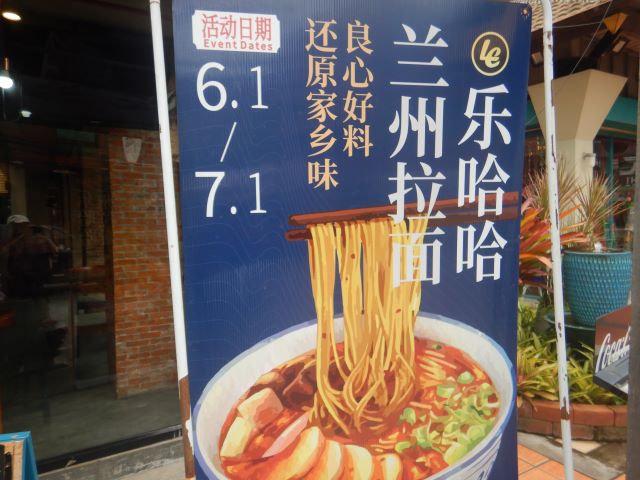 活动日期
Event Dates
6.1
/
7.1
LE
乐哈哈
兰州拉面
良心好料
还原家乡味
Coca-C